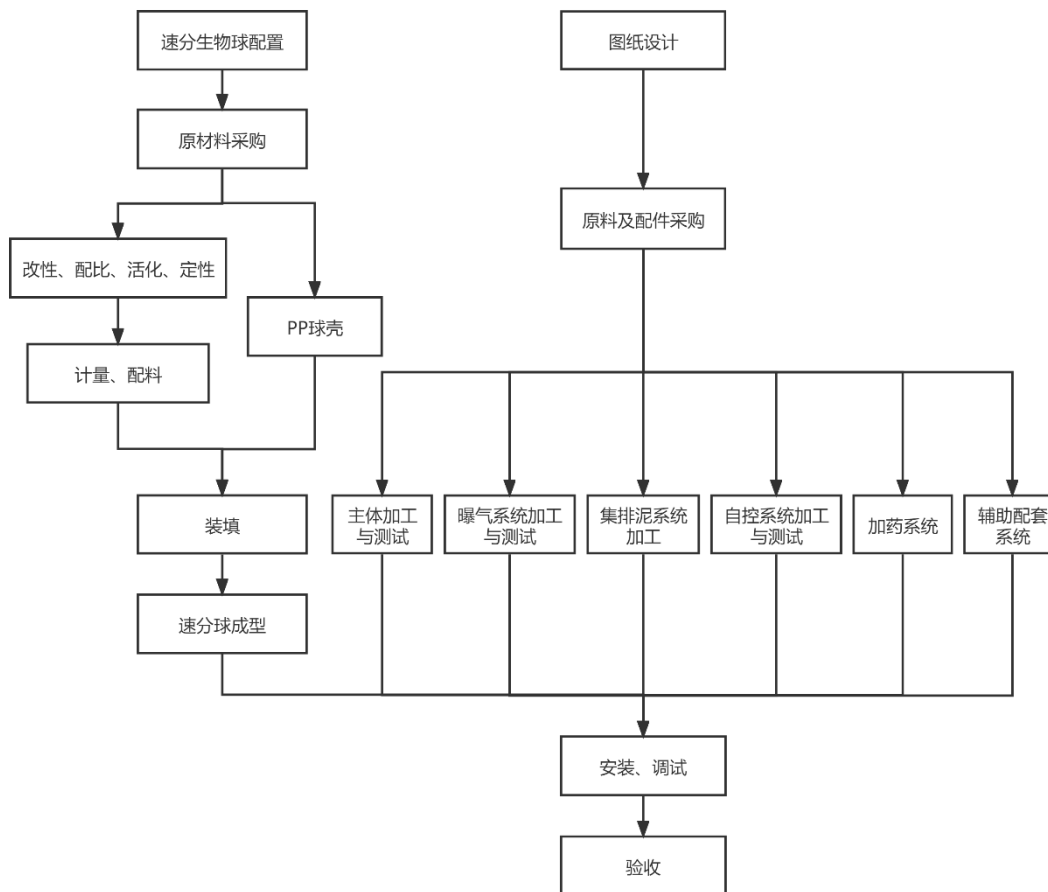 速分生物球配置
图纸设计
原材料采购
原料及配件采购
改性、配比、活化、定性
PP球壳
计量、配料
装填
主体加工
与测试
曝气系统加工
与测试
集排泥系统
加工
自控系统加工
与测试
加药系统
辅助配套
系统
速分球成型
安装、调试
验收